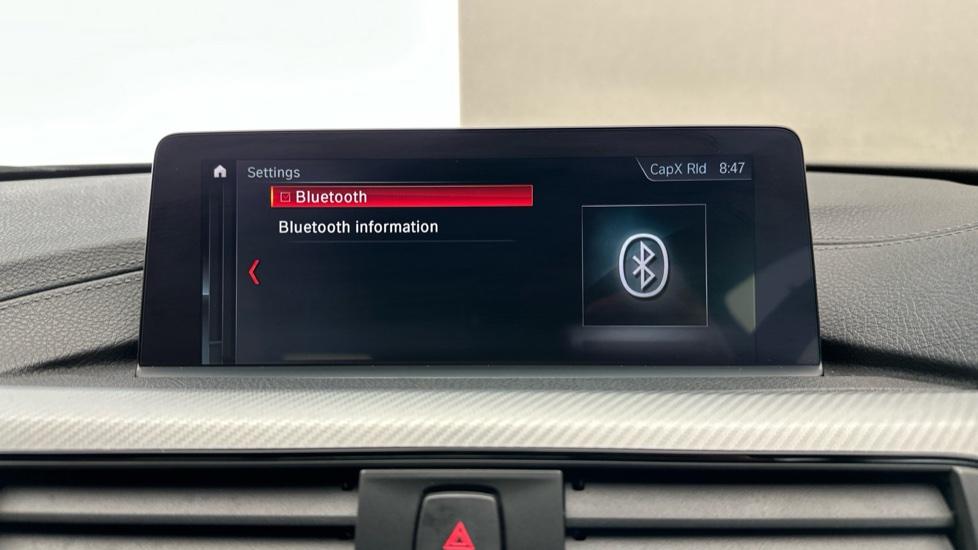 Settings
CapX Rld 8:47
Bluetooth
Bluetooth information